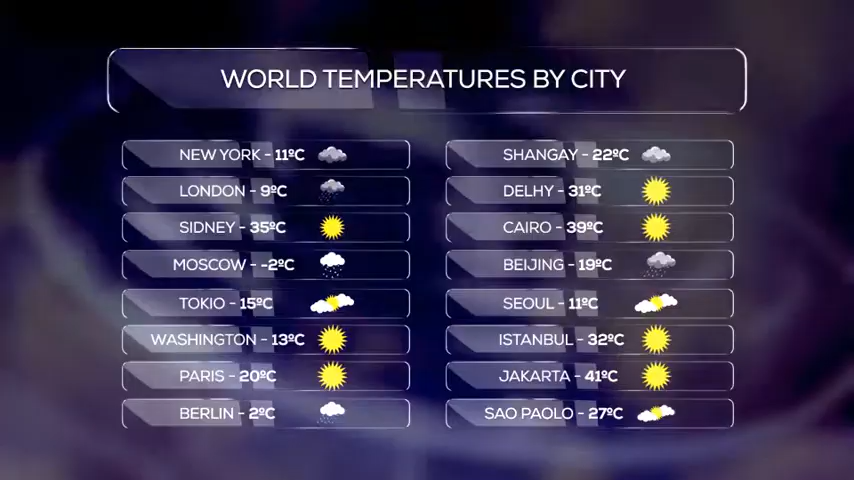 WORLD TEMPERATURES BY CITY
NEW YORK - 11ºC
LONDON - 9ºC
SIDNEY - 35ºC
MOSCOW - -2ºC
TOKIO - 15ºC
WASHINGTON - 13ºC
PARIS - 20ºC
BERLIN - 2ºC
SHANGAY - 22ºC
DELHY - 31ºC
CAIRO - 39ºC
BEIJING - 19ºC
SEOUL - 11ºC
ISTANBUL - 32ºC
JAKARTA - 41ºC
SAO PAOLO - 27ºC